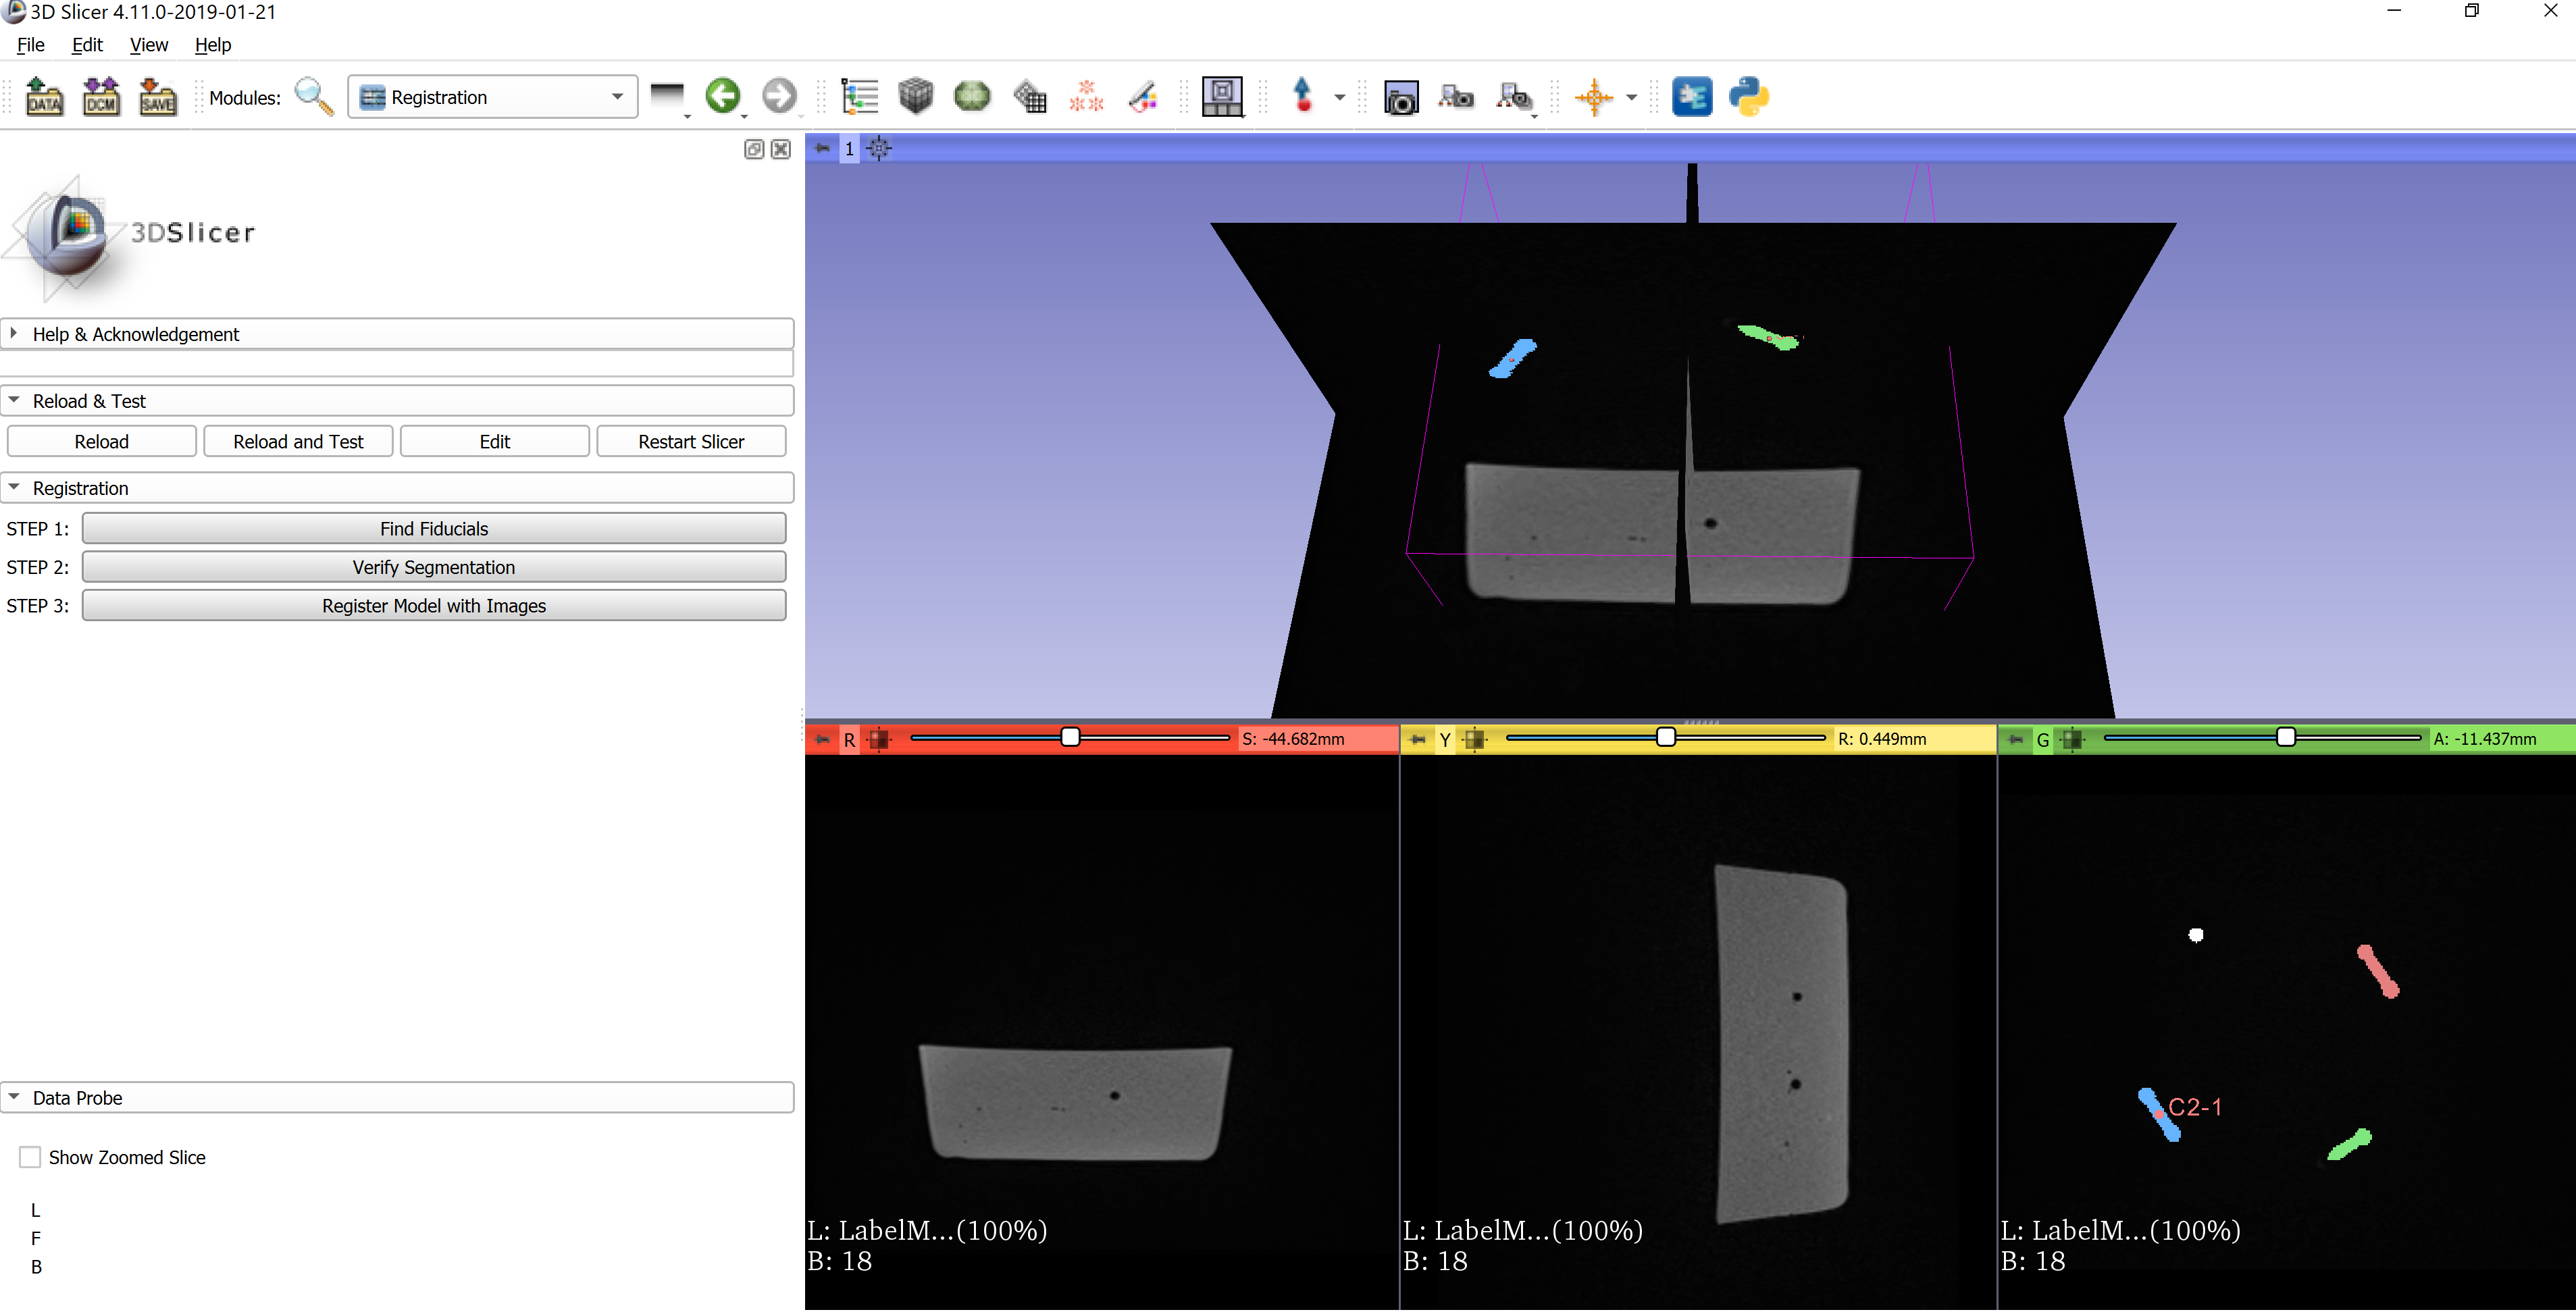 3D Slicer 4.11.0-2019-01-21
File Edit View Help
DATA DCM SAVE Modules: Registration
1
3DSlicer
Help & Acknowledgement
Reload & Test
Reload Reload and Test Edit Restart Slicer
Registration
STEP 1: Find Fiducials
STEP 2: Verify Segmentation
STEP 3: Register Model with Images
R S: -44.682mm
Y R: 0.449mm
G A: -11.437mm
C2-1
L: LabelM...(100%)
B: 18
L: LabelM...(100%)
B: 18
L: LabelM...(100%)
B: 18
Data Probe
Show Zoomed Slice
L
F
B